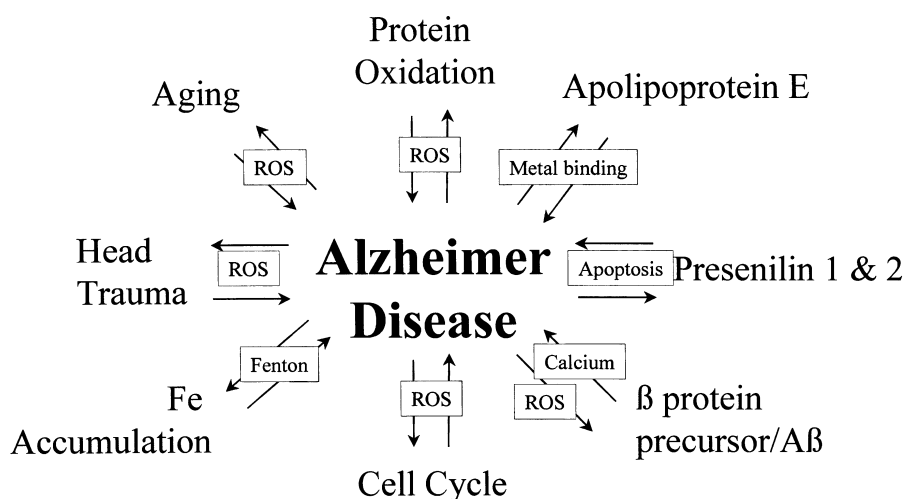 Protein
Oxidation
Aging
Apolipoprotein E
ROS
ROS
Metal binding
Head
Trauma
ROS
Alzheimer
Disease
Apoptosis
Presenilin 1 & 2
Fenton
Calcium
ROS
ROS
Fe
Accumulation
ß protein
precursor/Aß
Cell Cycle